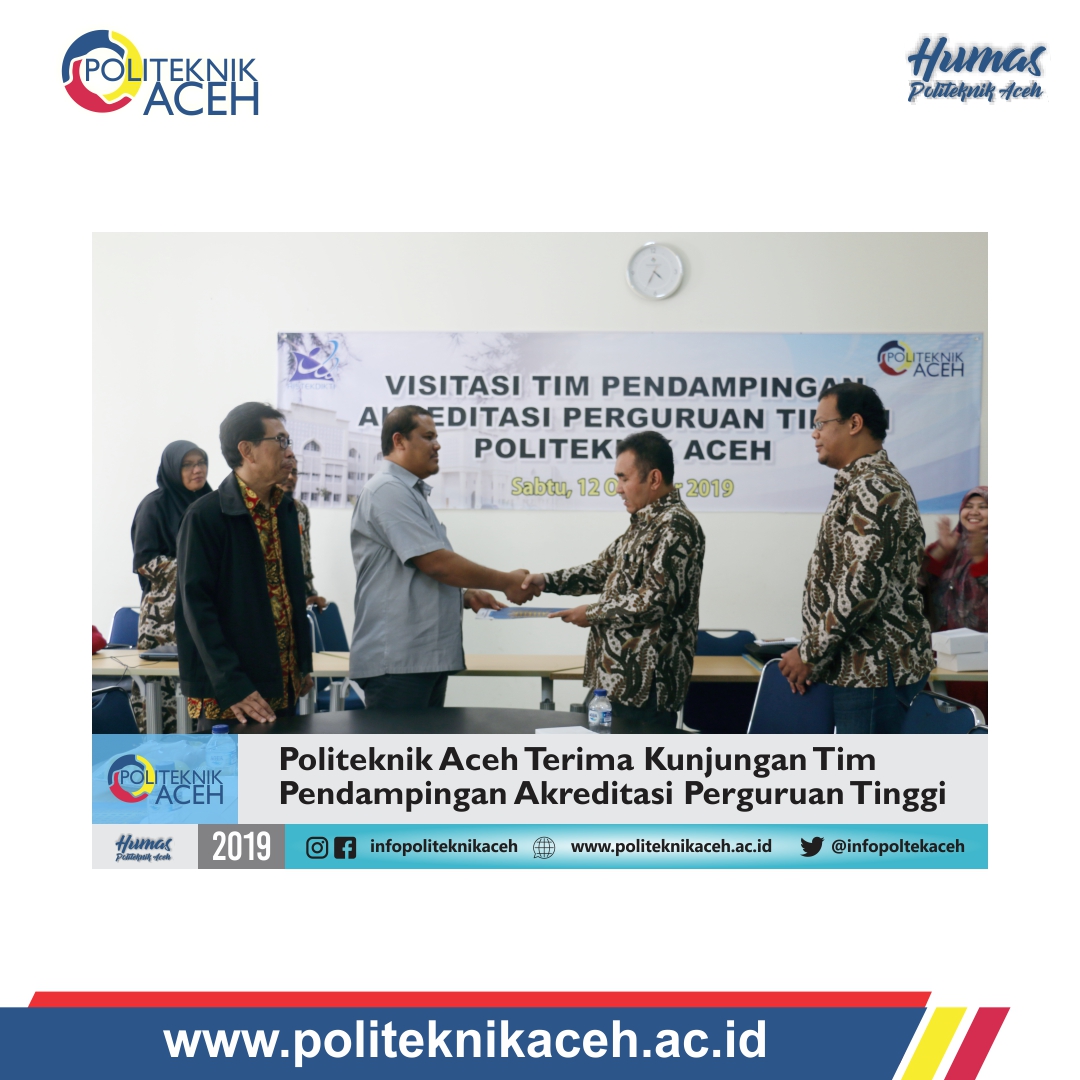 POLITEKNIK
ACEH
Humas
Politeknik Aceh
POLITEKNIK
ACEH
VISITASI TIM PENDAMPINGAN
AKREDITASI PERGURUAN
POLITEKNIK ACEH
Sabtu, 12 2019
POLITEKNIK
ACEH
Politeknik Aceh Terima Kunjungan Tim
Pendampingan Akreditasi Perguruan Tinggi
Humas
Politeknik Aceh
2019
infopoliteknikaceh
www.politeknikaceh.ac.id
@infopoltekaceh
www.politeknikaceh.ac.id